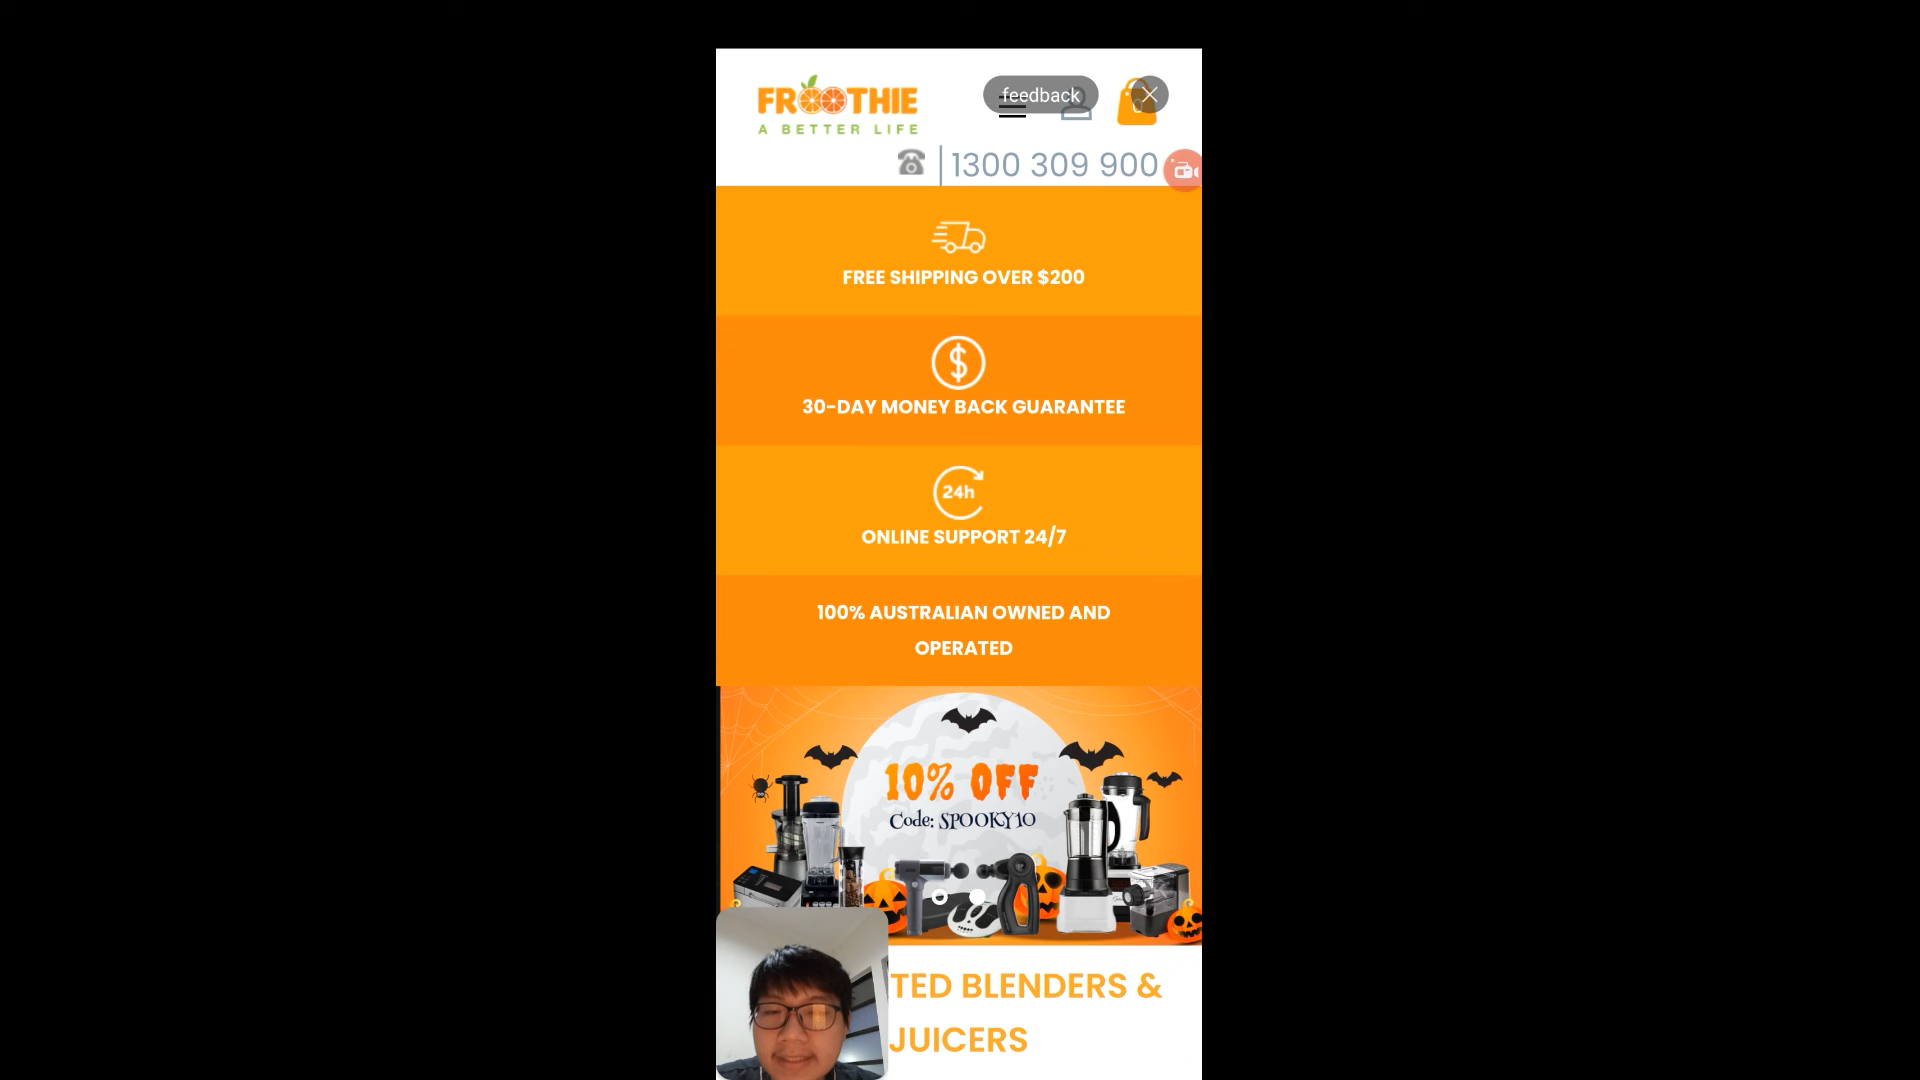 FROOTHIE
A BETTER LIFE
feedback
0
1300 309 900
FREE SHIPPING OVER $200
30-DAY MONEY BACK GUARANTEE
24h
ONLINE SUPPORT 24/7
100% AUSTRALIAN OWNED AND
OPERATED
10% OFF
Code: SPOOKY10
TED BLENDERS &
JUICERS